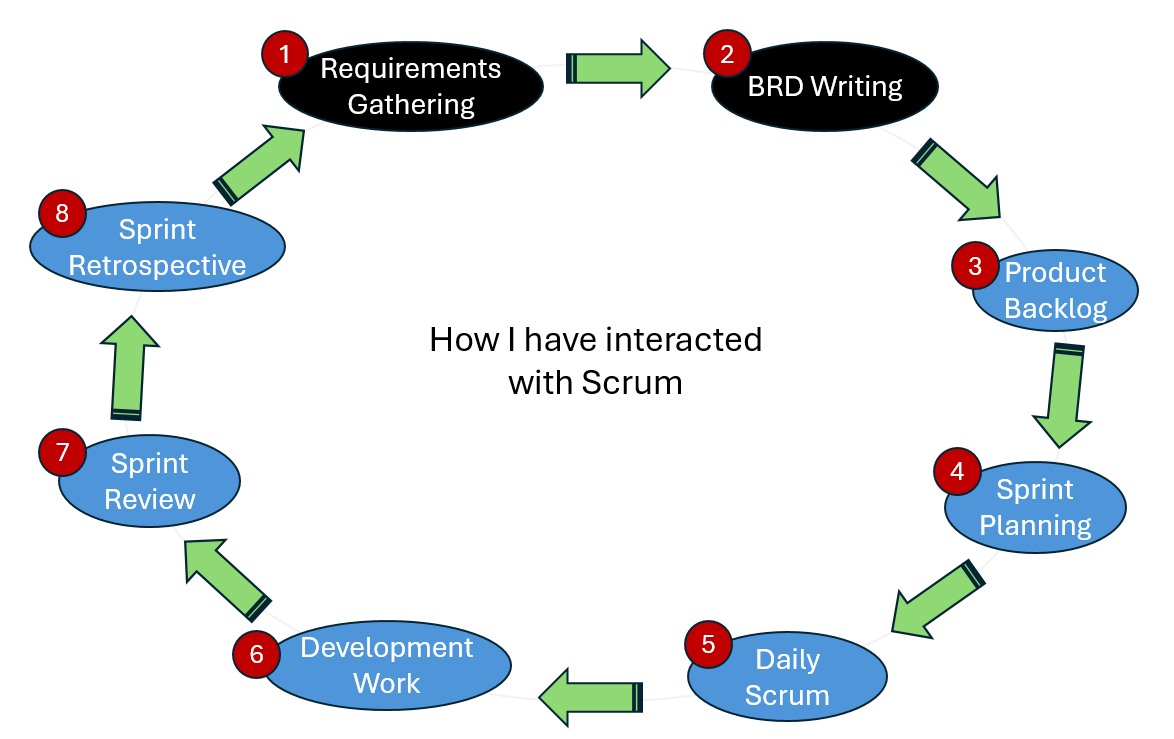 1
Requirements
Gathering
2
BRD Writing
3
Product
Backlog
4
Sprint
Planning
5
Daily
Scrum
6
Development
Work
7
Sprint
Review
8
Sprint
Retrospective
How I have interacted
with Scrum